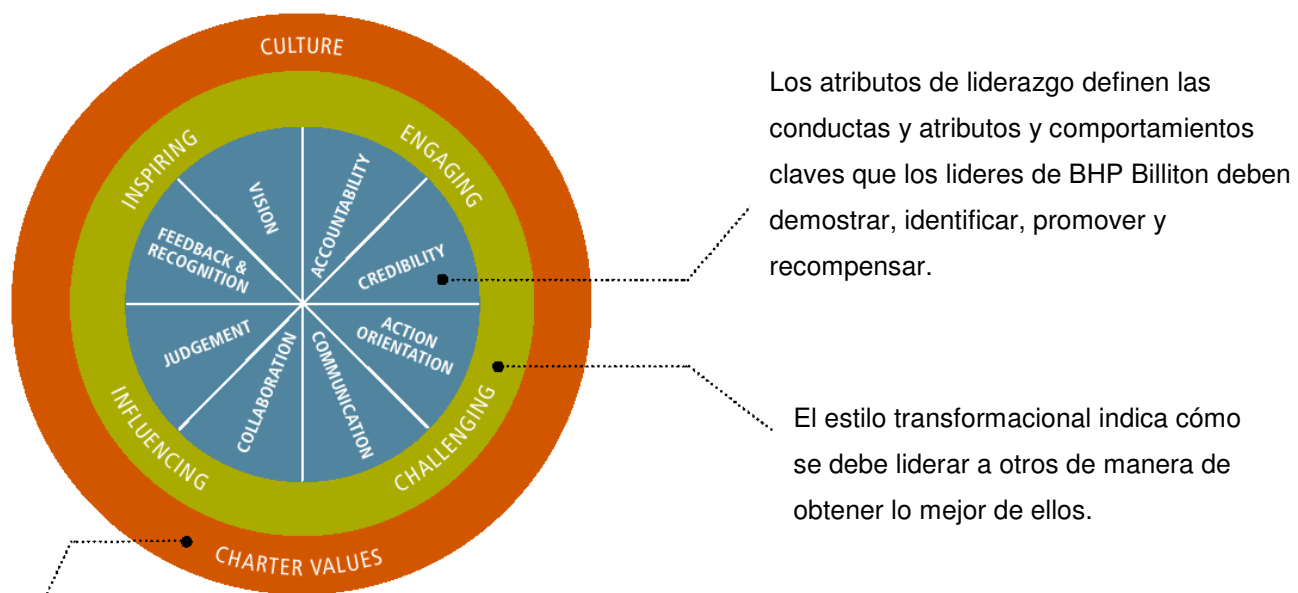 CULTURE
INSPIRING
ENGAGING
VISION
ACCOUNTABILITY
FEEDBACK &
RECOGNITION
CREDIBILITY
JUDGEMENT
ACTION
ORIENTATION
COLLABORATION
COMMUNICATION
INFLUENCING
CHALLENGING
CHARTER VALUES
Los atributos de liderazgo definen las
conductas y atributos y comportamientos
claves que los lideres de BHP Billiton deben
demostrar, identificar, promover y
recompensar.
El estilo transformacional indica cómo
se debe liderar a otros de manera de
obtener lo mejor de ellos.